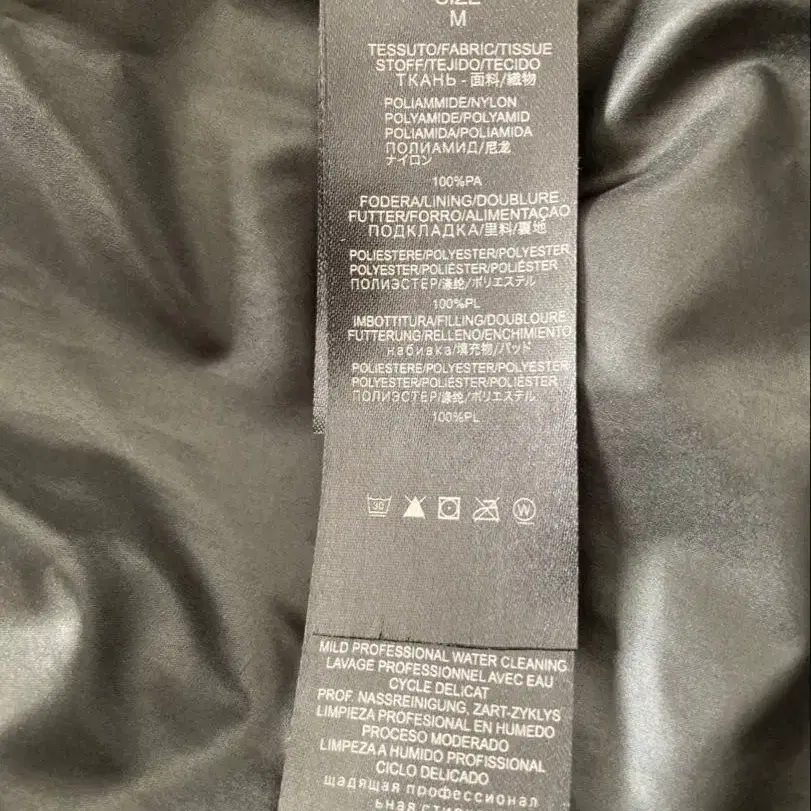 SIZE
M
TESSUTO/FABRIC/TISSUE
STOFF/TEJIDO/TECIDO
ТКАНЬ - 面料/織物
POLIAMMIDE/NYLON
POLYAMIDE/POLYAMID
POLIAMIDA/POLIAMIDA
ПОЛИАМИД/尼龙
ナイロン
100%PA
FODERA/LINING/DOUBLURE
FUTTER/FORRO/ALIMENTAÇAO
ПОДКЛАДКА/里料/裏地
POLIESTERE/POLYESTER/POLYESTER
POLYESTER/POLIÉSTER/POLIÉSTER
ПОЛИЭСТЕР/涤纶/ポリエステル
100%PL
IMBOTTITURA/FILLING/DOUBLOURE
FUTTERUNG/RELLENO/ENCHIMIENTO
набивка/填充物/パッド
POLIESTERE/POLYESTER/POLYESTER
POLYESTER/POLIÉSTER/POLIÉSTER
ПОЛИЭСТЕР/涤纶/ポリエステル
100%PL
30
W
MILD PROFESSIONAL WATER CLEANING
LAVAGE PROFESSIONNEL AVEC EAU
CYCLE DELICAT
PROF. NASSREINIGUNG, ZART-ZYKLYS
LIMPIEZA PROFESIONAL EN HUMEDO
PROCESO MODERADO
LIMPEZA A HUMIDO PROFISSIONAL
CICLO DELICADO
щадящая профессионал